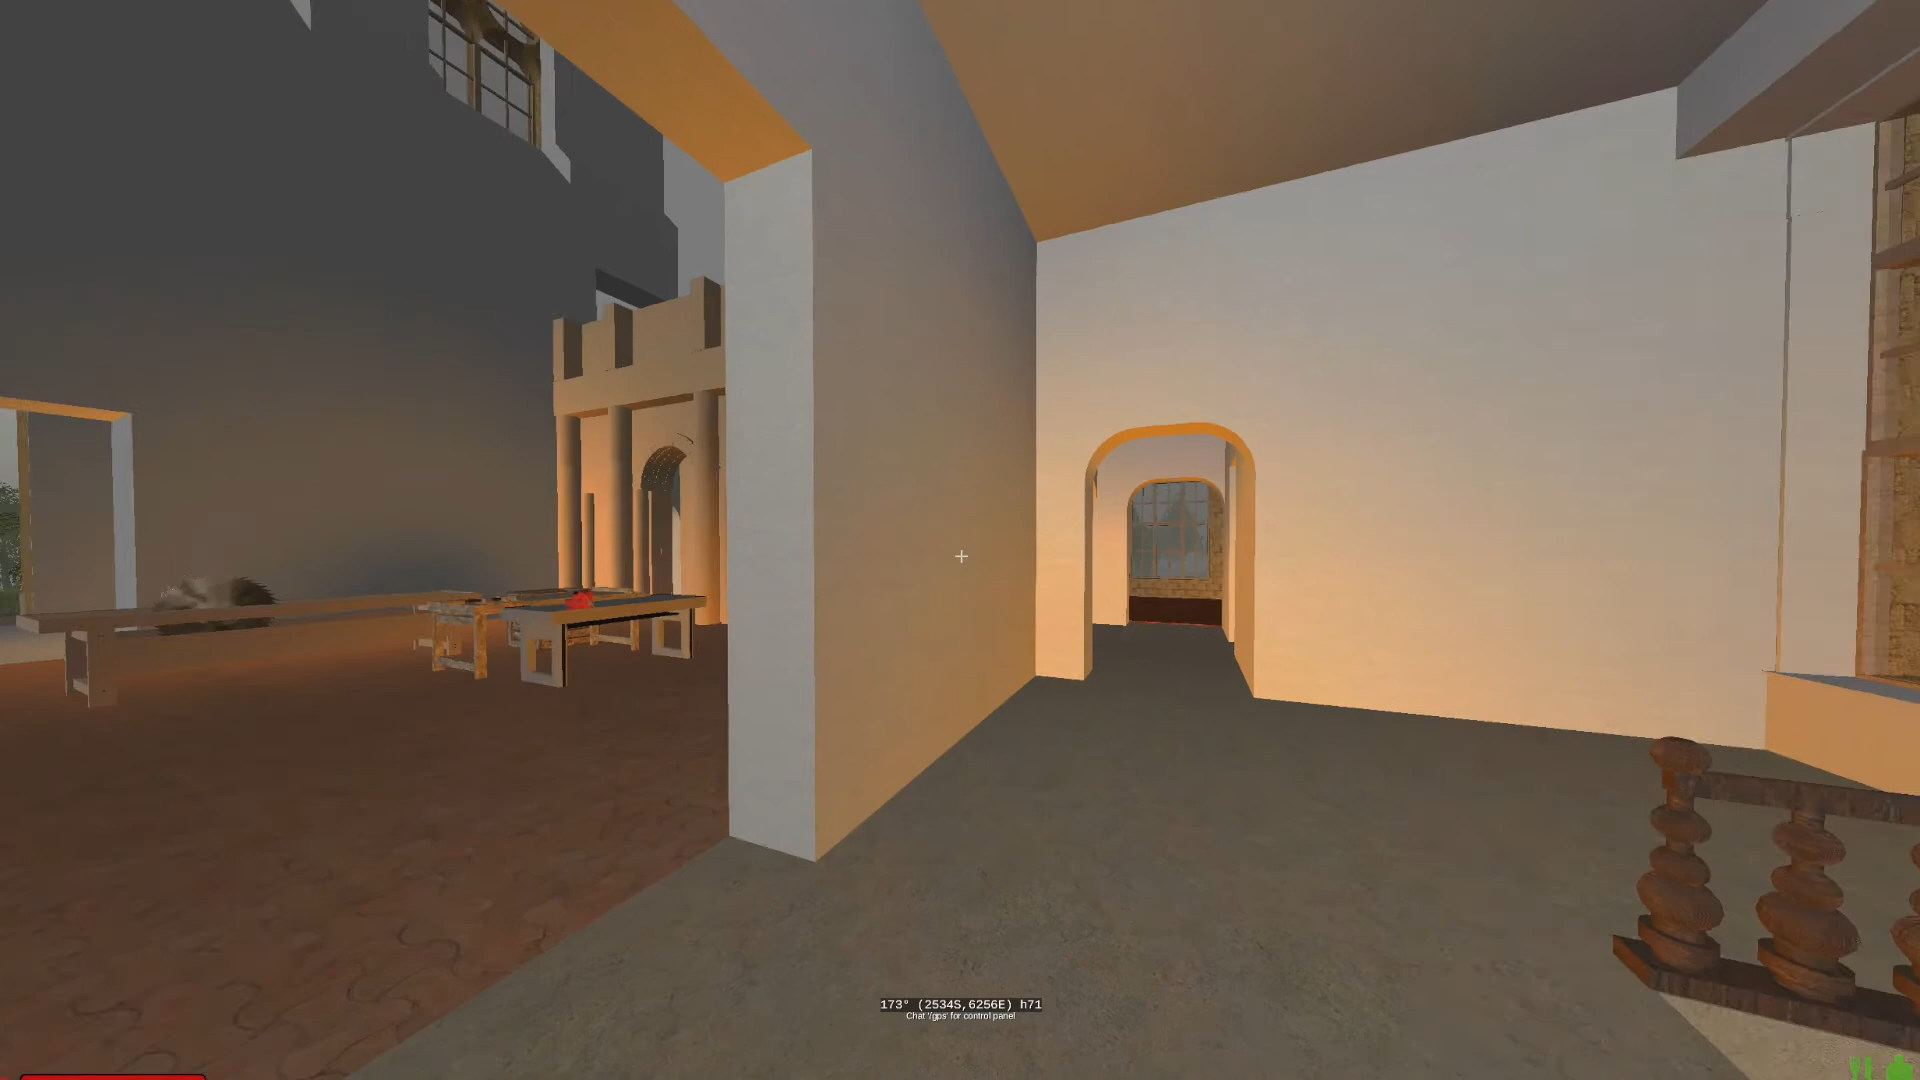 173° (2534S,6256E) h71
Chat '/gps' for control panel